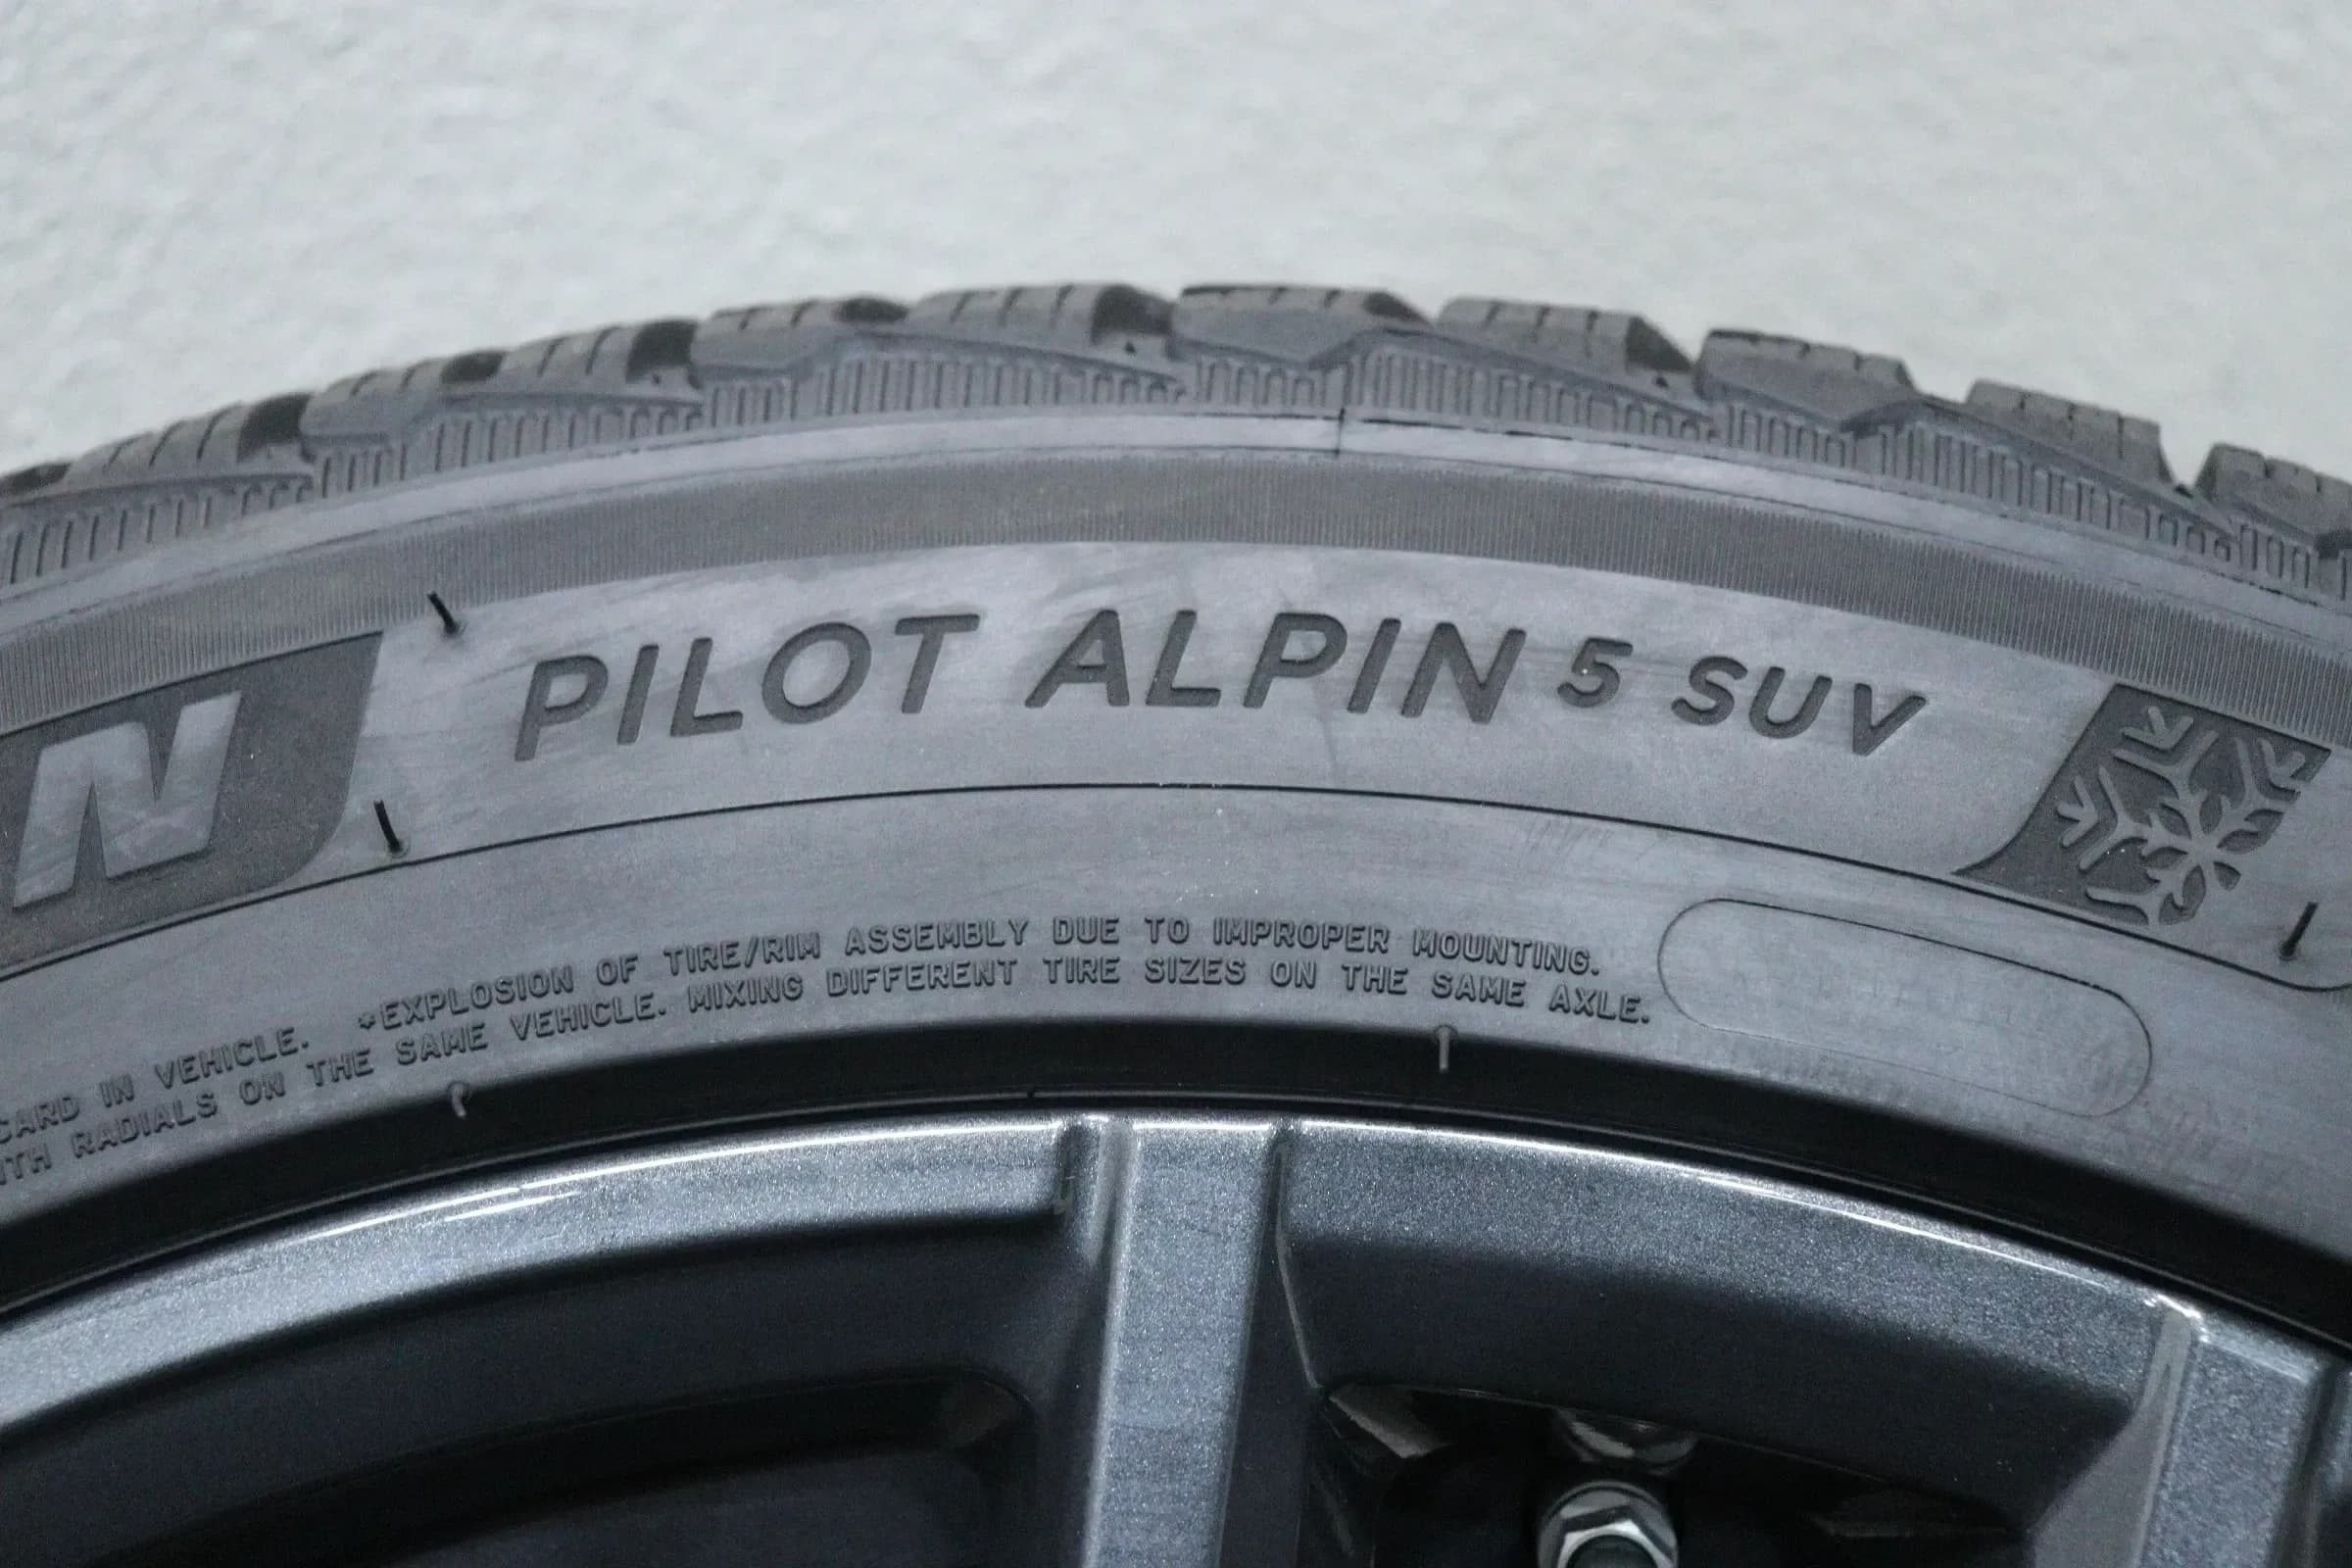 N PILOT ALPIN 5 SUV
CARD IN VEHICLE. *EXPLOSION OF TIRE/RIM ASSEMBLY DUE TO IMPROPER MOUNTING.
RADIALS ON THE SAME VEHICLE. MIXING DIFFERENT TIRE SIZES ON THE SAME AXLE.